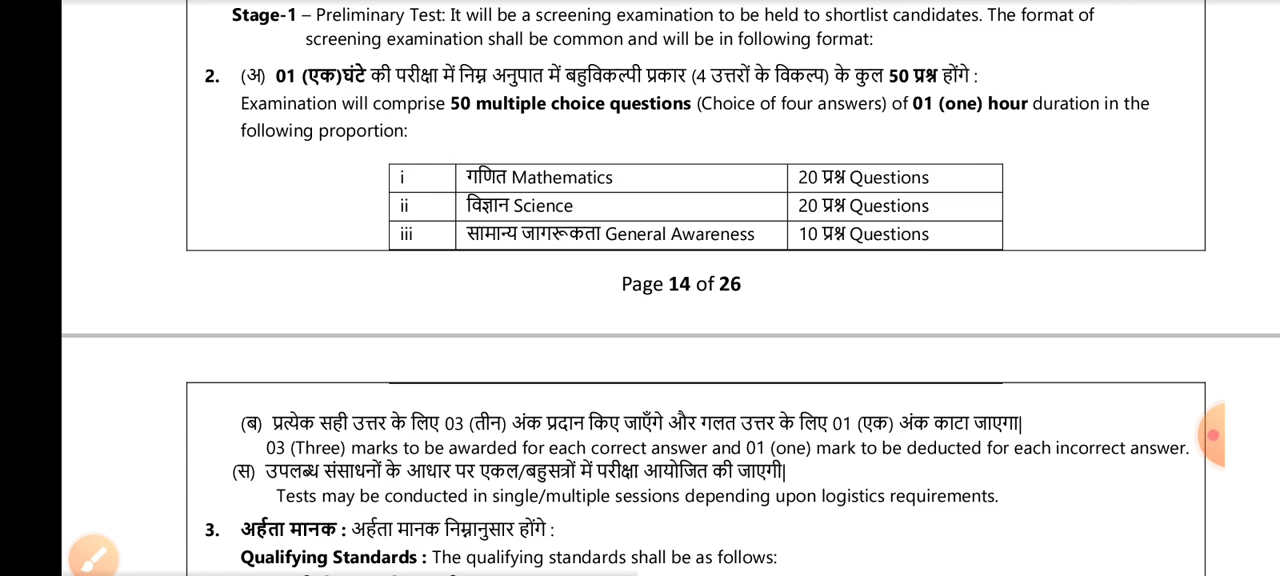 Stage-1 – Preliminary Test: It will be a screening examination to be held to shortlist candidates. The format of
screening examination shall be common and will be in following format:
2. (अ) 01 (एक)घंटे की परीक्षा में निम्न अनुपात में बहुविकल्पी प्रकार (4 उत्तरों के विकल्प) के कुल 50 प्रश्न होंगे :
Examination will comprise 50 multiple choice questions (Choice of four answers) of 01 (one) hour duration in the
following proportion:
i गणित Mathematics 20 प्रश्न Questions
ii विज्ञान Science 20 प्रश्न Questions
iii सामान्य जागरूकता General Awareness 10 प्रश्न Questions
Page 14 of 26
(ब) प्रत्येक सही उत्तर के लिए 03 (तीन) अंक प्रदान किए जाएँगे और गलत उत्तर के लिए 01 (एक) अंक काटा जाएगा|
03 (Three) marks to be awarded for each correct answer and 01 (one) mark to be deducted for each incorrect answer.
(स) उपलब्ध संसाधनों के आधार पर एकल/बहुसत्रों में परीक्षा आयोजित की जाएगी|
Tests may be conducted in single/multiple sessions depending upon logistics requirements.
3. अर्हता मानक : अर्हता मानक निम्नानुसार होंगे :
Qualifying Standards : The qualifying standards shall be as follows: